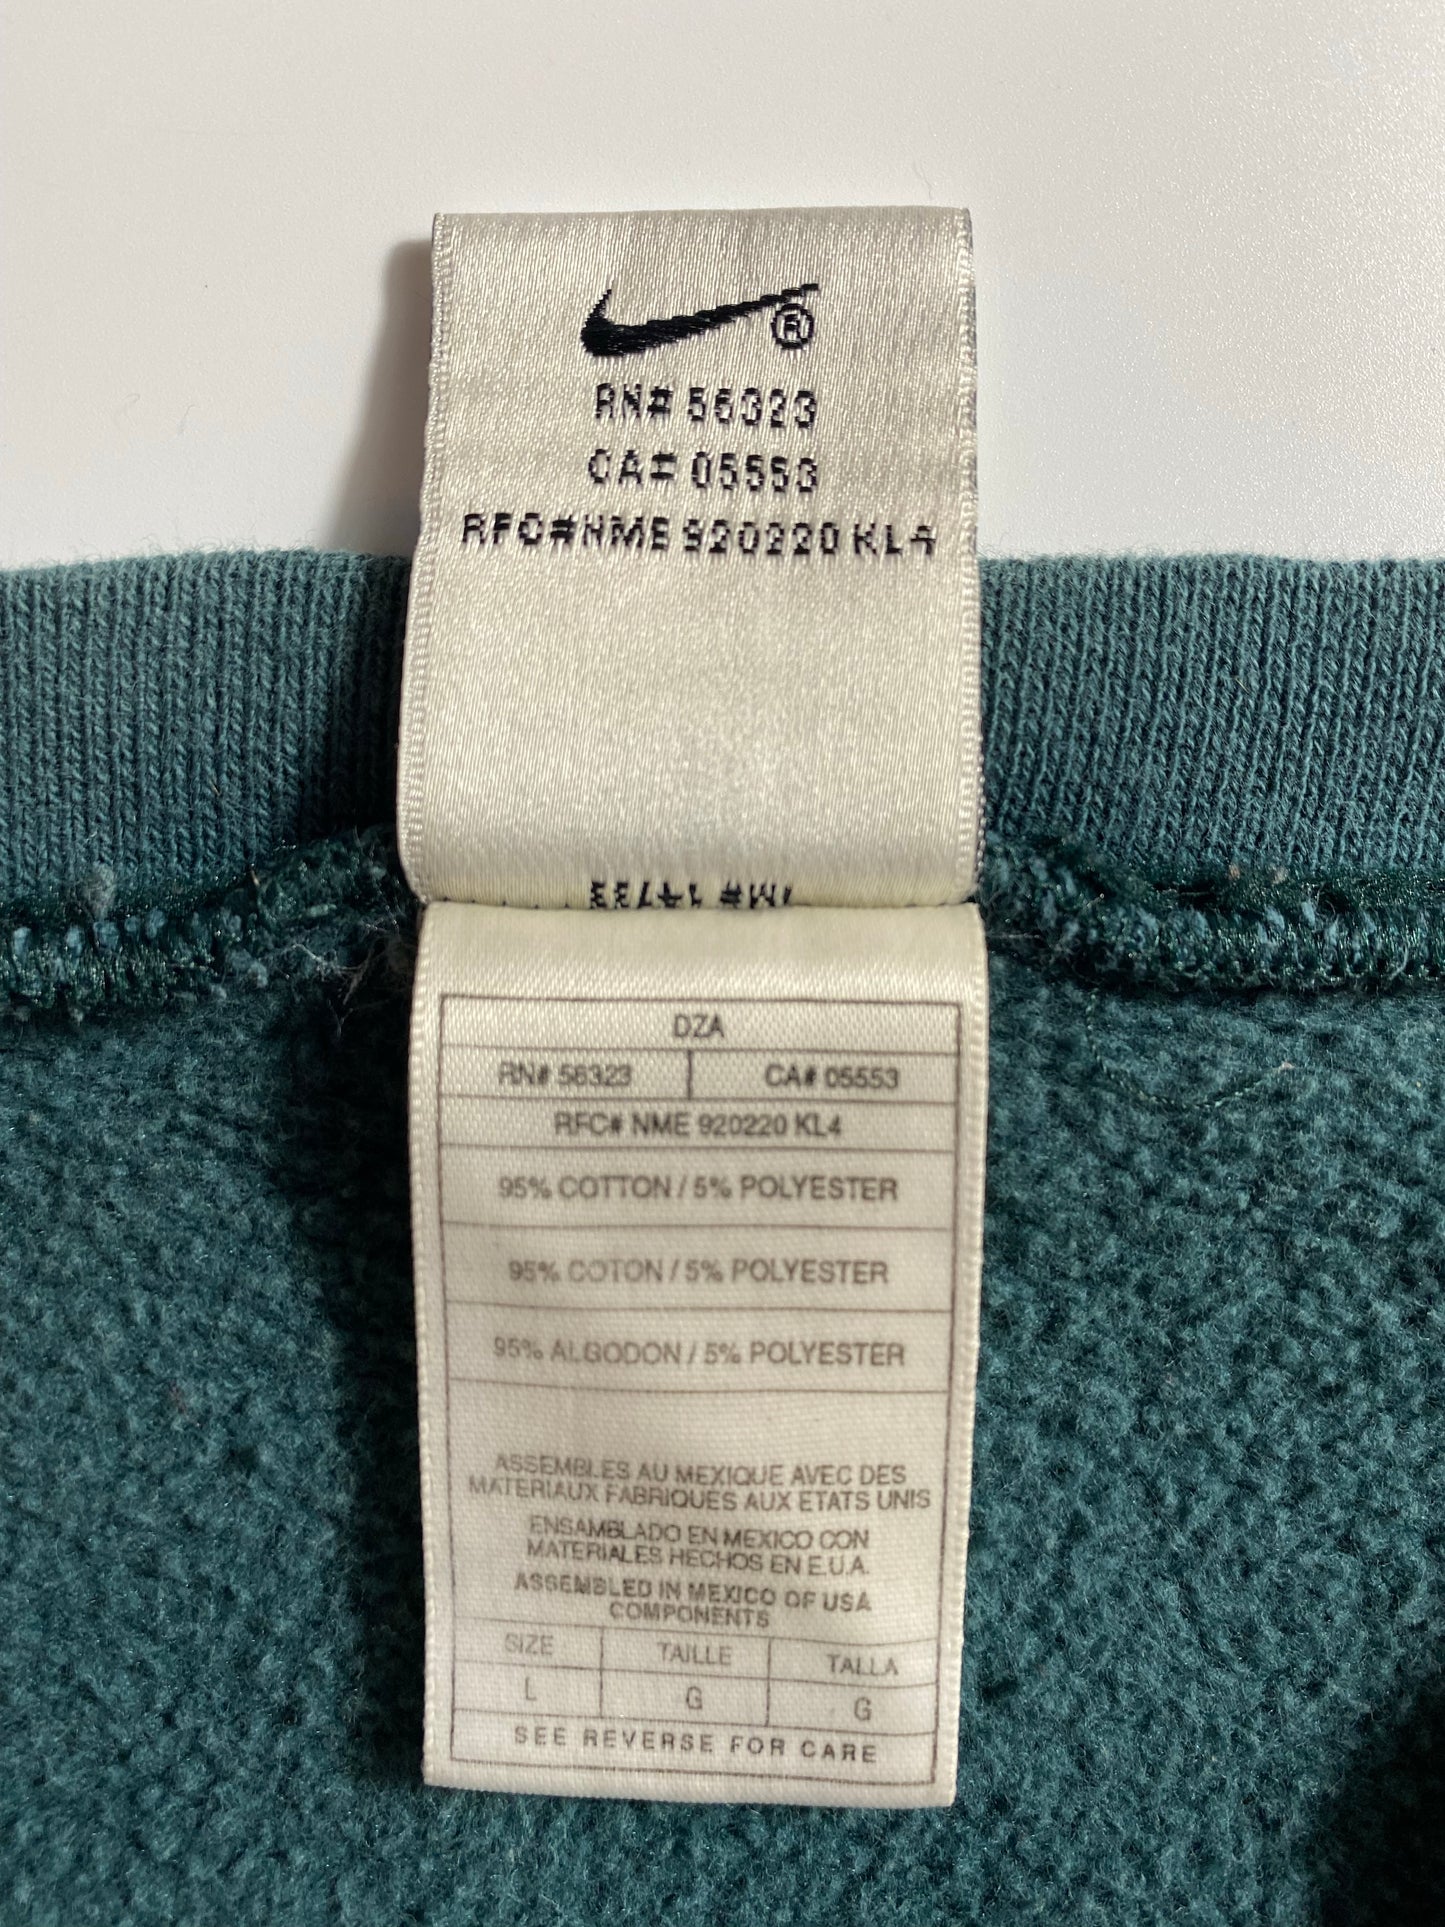 ®
RN# 56323
CA# 05553
RFC#NME 920220 KL4
DZA
RN# 56323 CA# 05553
RFC# NME 920220 KL4
95% COTTON / 5% POLYESTER
95% COTON / 5% POLYESTER
95% ALGODON / 5% POLYESTER
ASSEMBLES AU MEXIQUE AVEC DES
MATERIAUX FABRIQUES AUX ETATS UNIS
ENSAMBLADO EN MEXICO CON
MATERIALES HECHOS EN E.U.A.
ASSEMBLED IN MEXICO OF USA
COMPONENTS
SIZE TAILLE TALLA
L G G
SEE REVERSE FOR CARE